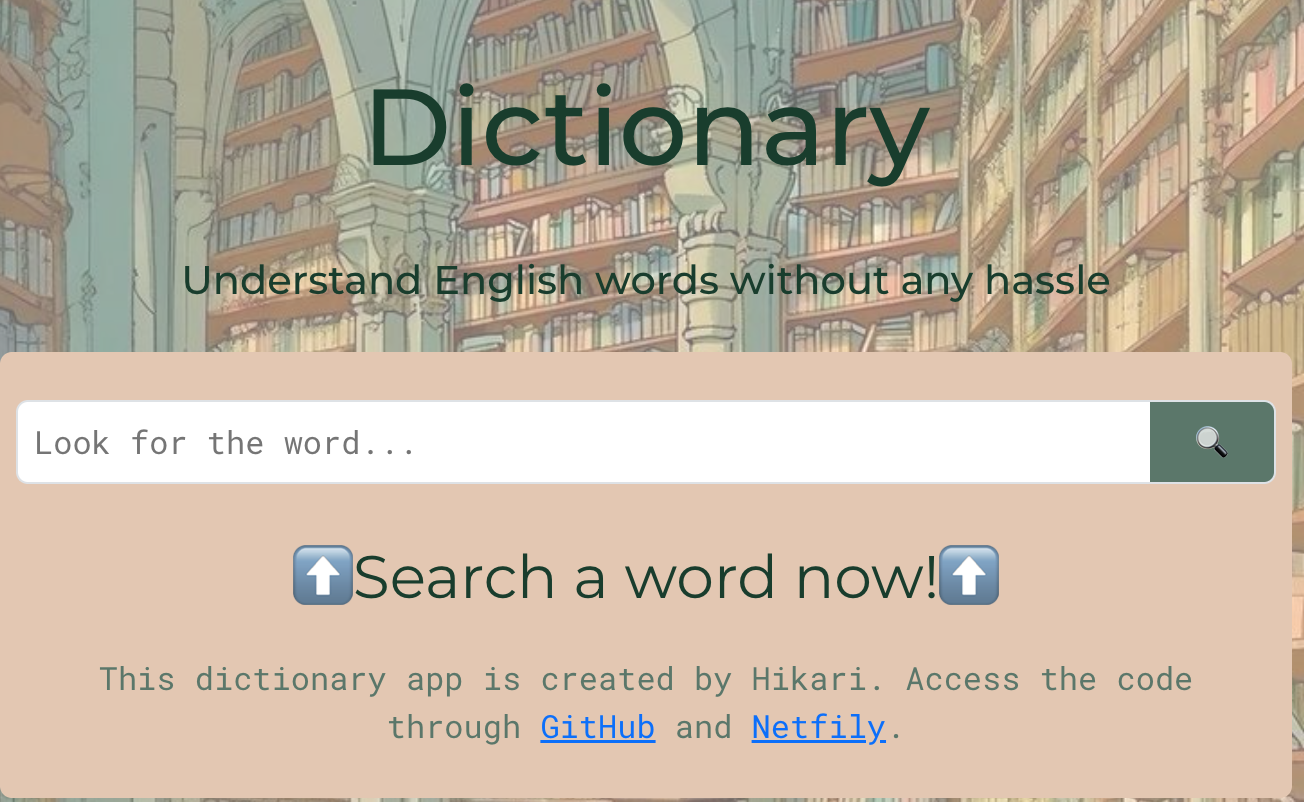 Dictionary
Understand English words without any hassle
Look for the word...
🔍
⬆️Search a word now!⬆️
This dictionary app is created by Hikari. Access the code
through GitHub and Netfily.